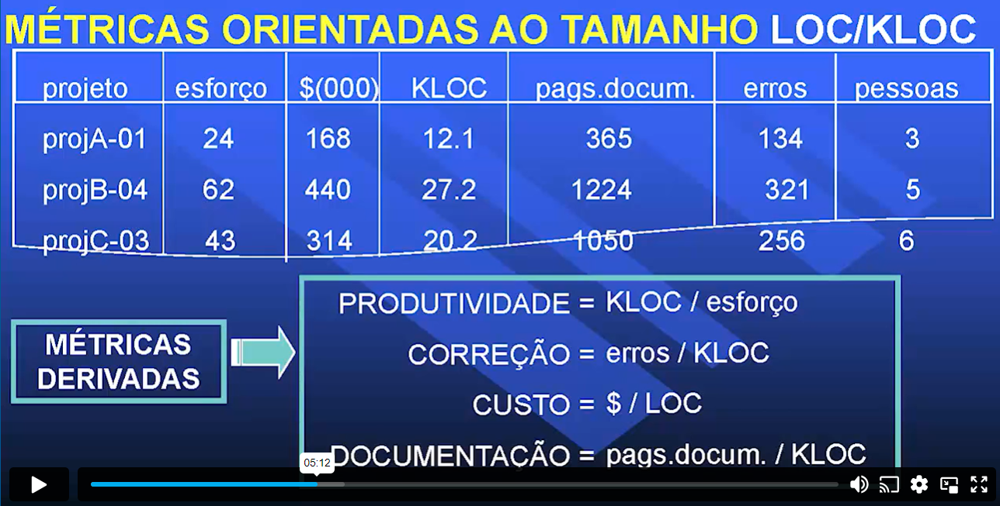 MÉTRICAS ORIENTADAS AO TAMANHO LOC/KLOC
projeto esforço $(000) KLOC pags.docum. erros pessoas
projA-01 24 168 12.1 365 134 3
projB-04 62 440 27.2 1224 321 5
projC-03 43 314 20.2 1050 256 6
PRODUTIVIDADE = KLOC / esforço
MÉTRICAS
DERIVADAS
CORREÇÃO = erros / KLOC
CUSTO = $ / LOC
DOCUMENTAÇÃO = pags.docum. / KLOC
05:12